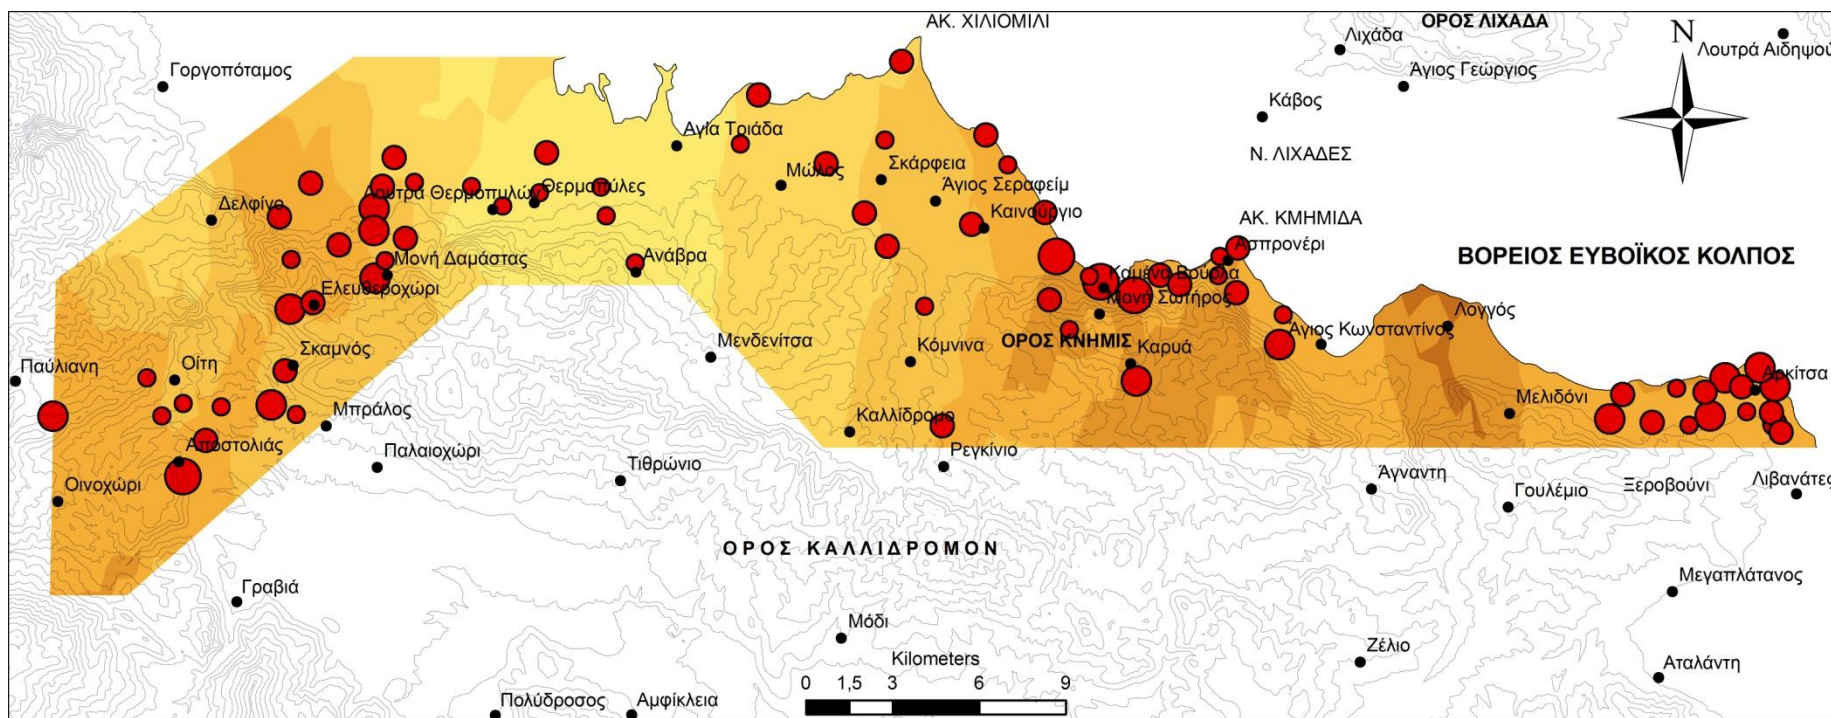 ΑΚ. ΧΙΛΙΟΜΙΛΙ
ΟΡΟΣ ΛΙΧΑΔΑ
Λιχάδα
N
Λουτρά Αιδηψού
Γοργοπόταμος
Άγιος Γεώργιος
Κάβος
Αγία Τριάδα
Ν. ΛΙΧΑΔΕΣ
Μώλος
Σκάρφεια
Άγιος Σεραφείμ
Δελφίνο
Λουτρά Θερμοπυλών
Θερμοπύλες
Καινούργιο
ΑΚ. ΚΜΗΜΙΔΑ
Ασπρονέρι
ΒΟΡΕΙΟΣ ΕΥΒΟΪΚΟΣ ΚΟΛΠΟΣ
Μονή Δαμάστας
Ανάβρα
Καμένα Βούρλα
Ελευθεροχώρι
Μονή Σωτήρος
Λογγός
Άγιος Κωνσταντίνος
ΟΡΟΣ ΚΝΗΜΙΣ
Σκαμνός
Μενδενίτσα
Κόμνινα
Καρυά
Παύλιανη
Οίτη
Αρκίτσα
Μπράλος
Καλλίδρομο
Μελιδόνι
Αποστολιάς
Παλαιοχώρι
Τιθρώνιο
Ρεγκίνιο
Άγναντη
Οινοχώρι
Γουλέμιο
Ξεροβούνι
Λιβανάτες
ΟΡΟΣ ΚΑΛΛΙΔΡΟΜΟΝ
Γραβιά
Μεγαπλάτανος
Μόδι
Ζέλιο
Kilometers
Αταλάντη
0 1,5 3 6 9
Πολύδροσος
Αμφίκλεια